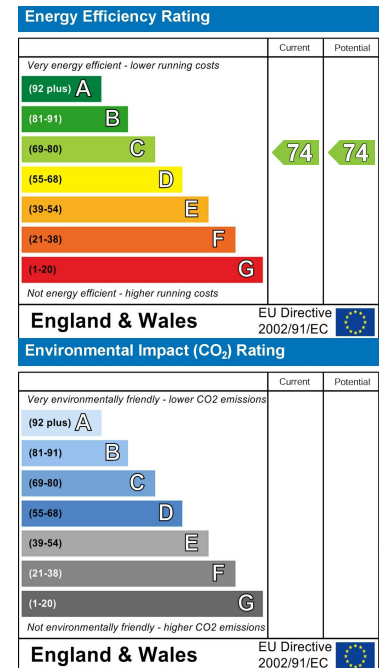 Energy Efficiency Rating
Current Potential
Very energy efficient - lower running costs
(92 plus) A
(81-91) B
(69-80) C 74 74
(55-68) D
(39-54) E
(21-38) F
(1-20) G
Not energy efficient - higher running costs
England & Wales
EU Directive
2002/91/EC
Environmental Impact (CO₂) Rating
Current Potential
Very environmentally friendly - lower CO2 emissions
(92 plus) A
(81-91) B
(69-80) C
(55-68) D
(39-54) E
(21-38) F
(1-20) G
Not environmentally friendly - higher CO2 emissions
England & Wales
EU Directive
2002/91/EC